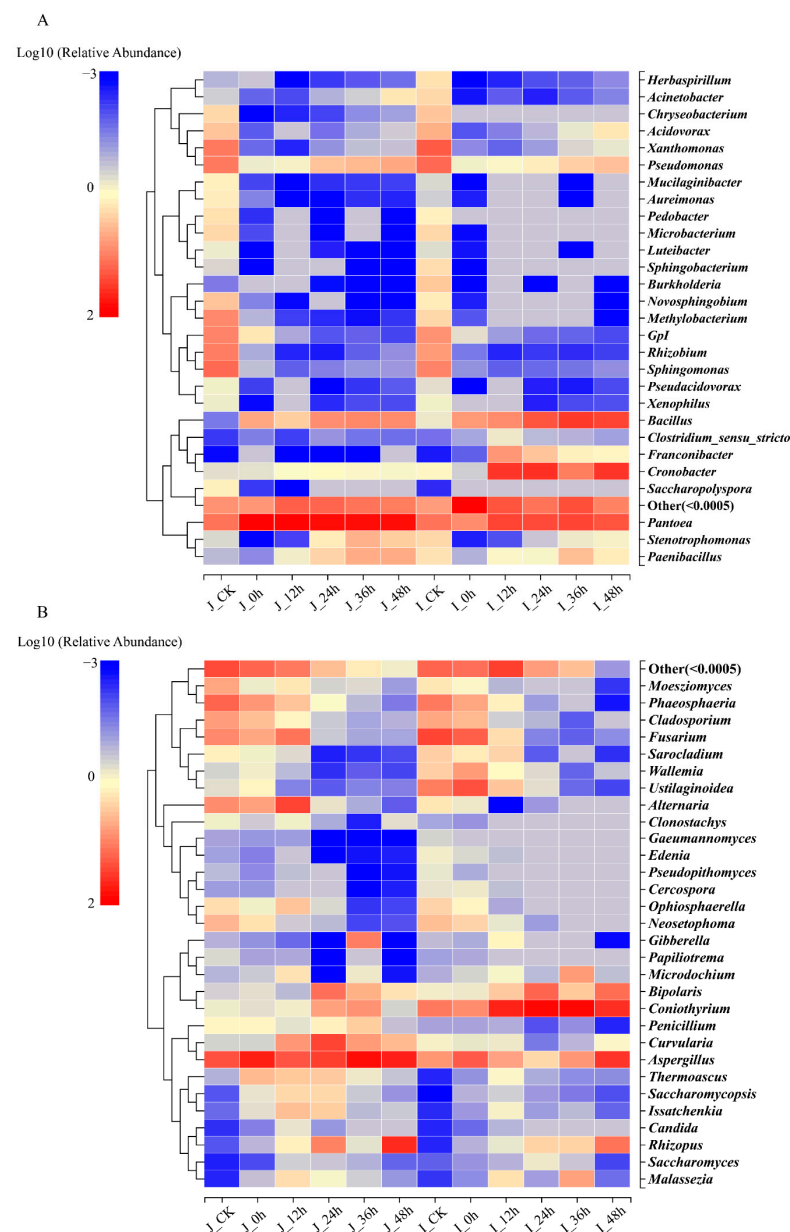 A
Log10 (Relative Abundance)
−3
0
2
Herbaspirillum
Acinetobacter
Chryseobacterium
Acidovorax
Xanthomonas
Pseudomonas
Mucilaginibacter
Aureimonas
Pedobacter
Microbacterium
Luteibacter
Sphingobacterium
Burkholderia
Novosphingobium
Methylobacterium
GpI
Rhizobium
Sphingomonas
Pseudacidovorax
Xenophilus
Bacillus
Clostridium_sensu_stricto
Franconibacter
Cronobacter
Saccharopolyspora
Other(<0.0005)
Pantoea
Stenotrophomonas
Paenibacillus
J_CK J_0h J_12h J_24h J_36h J_48h I_CK I_0h I_12h I_24h I_36h I_48h
B
Log10 (Relative Abundance)
−3
0
2
Other(<0.0005)
Moesziomyces
Phaeosphaeria
Cladosporium
Fusarium
Sarocladium
Wallemia
Ustilaginoidea
Alternaria
Clonostachys
Gaeumannomyces
Edenia
Pseudopithomyces
Cercospora
Ophiosphaerella
Neosetophoma
Gibberella
Papiliotrema
Microdochium
Bipolaris
Coniothyrium
Penicillium
Curvularia
Aspergillus
Thermoascus
Saccharomycopsis
Issatchenkia
Candida
Rhizopus
Saccharomyces
Malassezia
J_CK J_0h J_12h J_24h J_36h J_48h I_CK I_0h I_12h I_24h I_36h I_48h